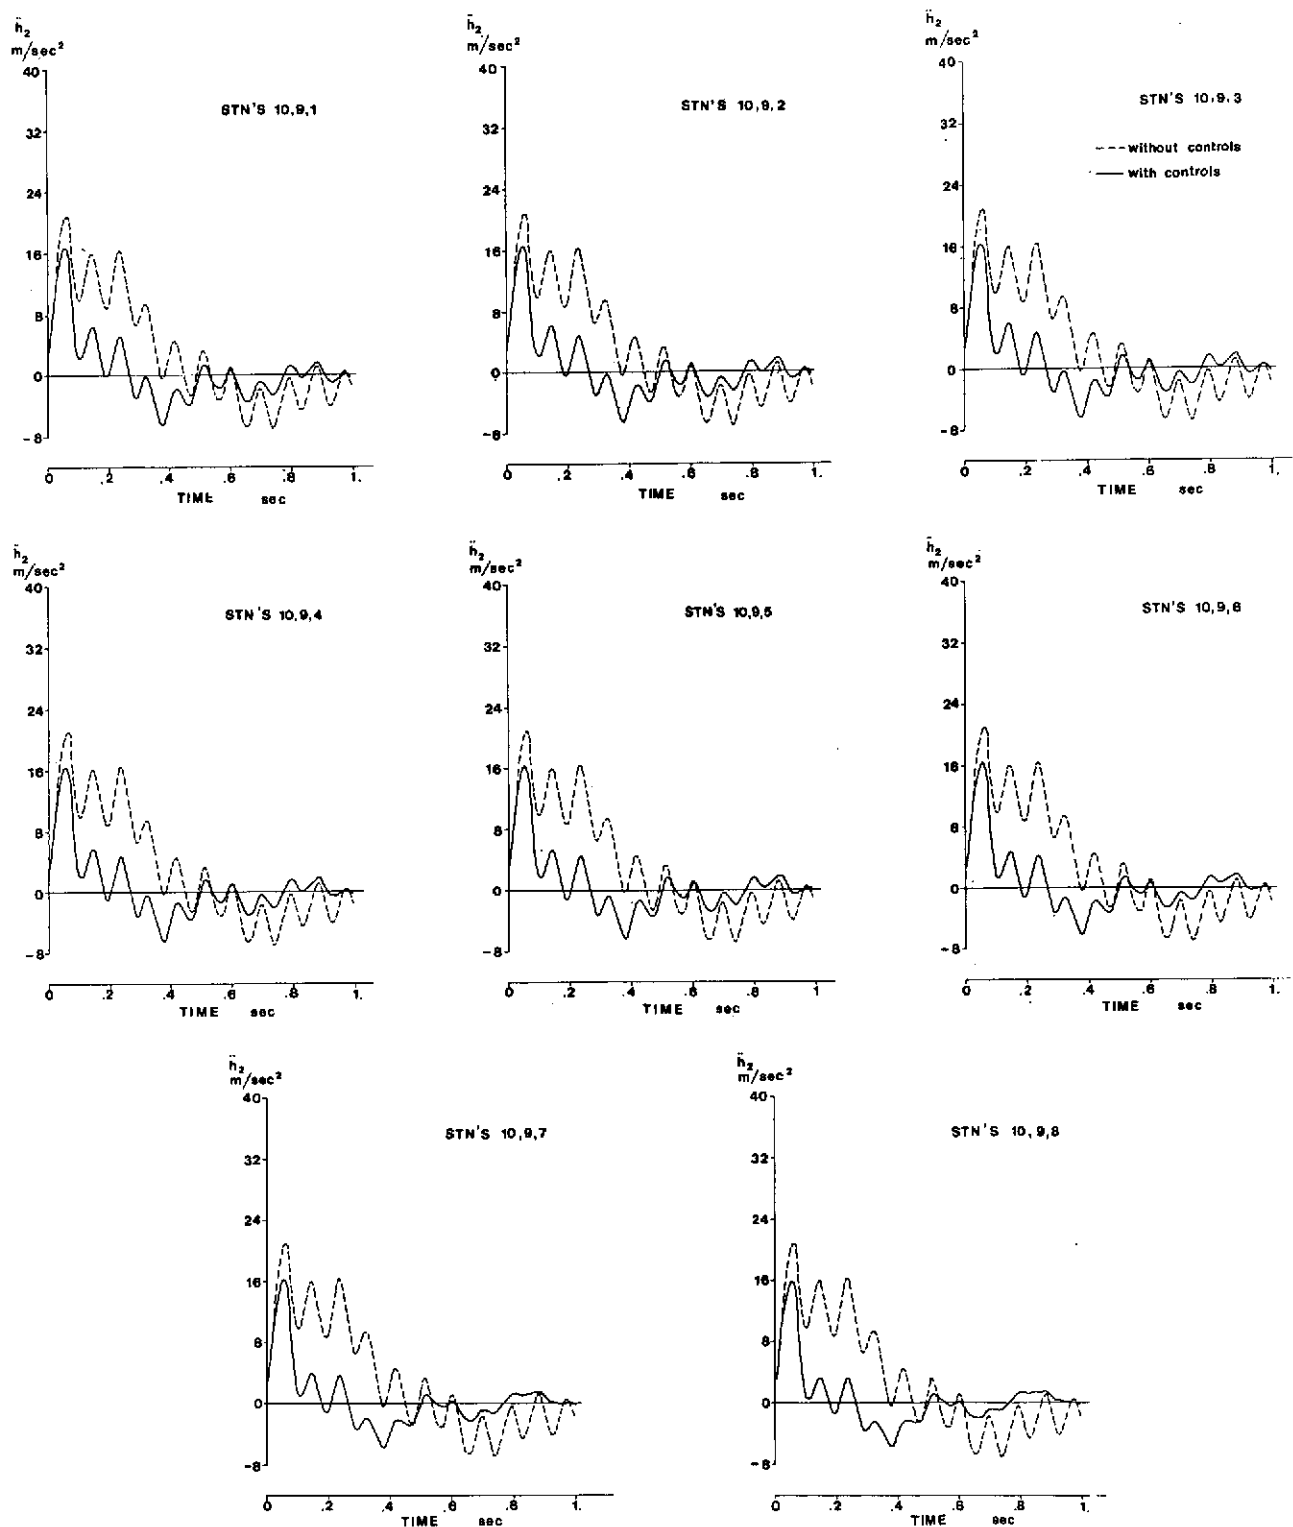 ḧ₂
m/sec²
STN'S 10,9,1
40
32
24
16
8
0
-8
0 .2 .4 .6 .8 1.
TIME sec
ḧ₂
m/sec²
STN'S 10,9,2
40
32
24
16
8
0
-8
0 .2 .4 .6 .8 1.
TIME sec
ḧ₂
m/sec²
STN'S 10,9,3
without controls
with controls
40
32
24
16
8
0
-8
0 .2 .4 .6 .8 1.
TIME sec
ḧ₂
m/sec²
STN'S 10,9,4
40
32
24
16
8
0
-8
0 .2 .4 .6 .8 1.
TIME sec
ḧ₂
m/sec²
STN'S 10,9,5
40
32
24
16
8
0
-8
0 .2 .4 .6 .8 1.
TIME sec
ḧ₂
m/sec²
STN'S 10,9,6
40
32
24
16
8
0
-8
0 .2 .4 .6 .8 1.
TIME sec
ḧ₂
m/sec²
STN'S 10,9,7
40
32
24
16
8
0
-8
0 .2 .4 .6 .8 1.
TIME sec
ḧ₂
m/sec²
STN'S 10,9,8
40
32
24
16
8
0
-8
0 .2 .4 .6 .8 1.
TIME sec